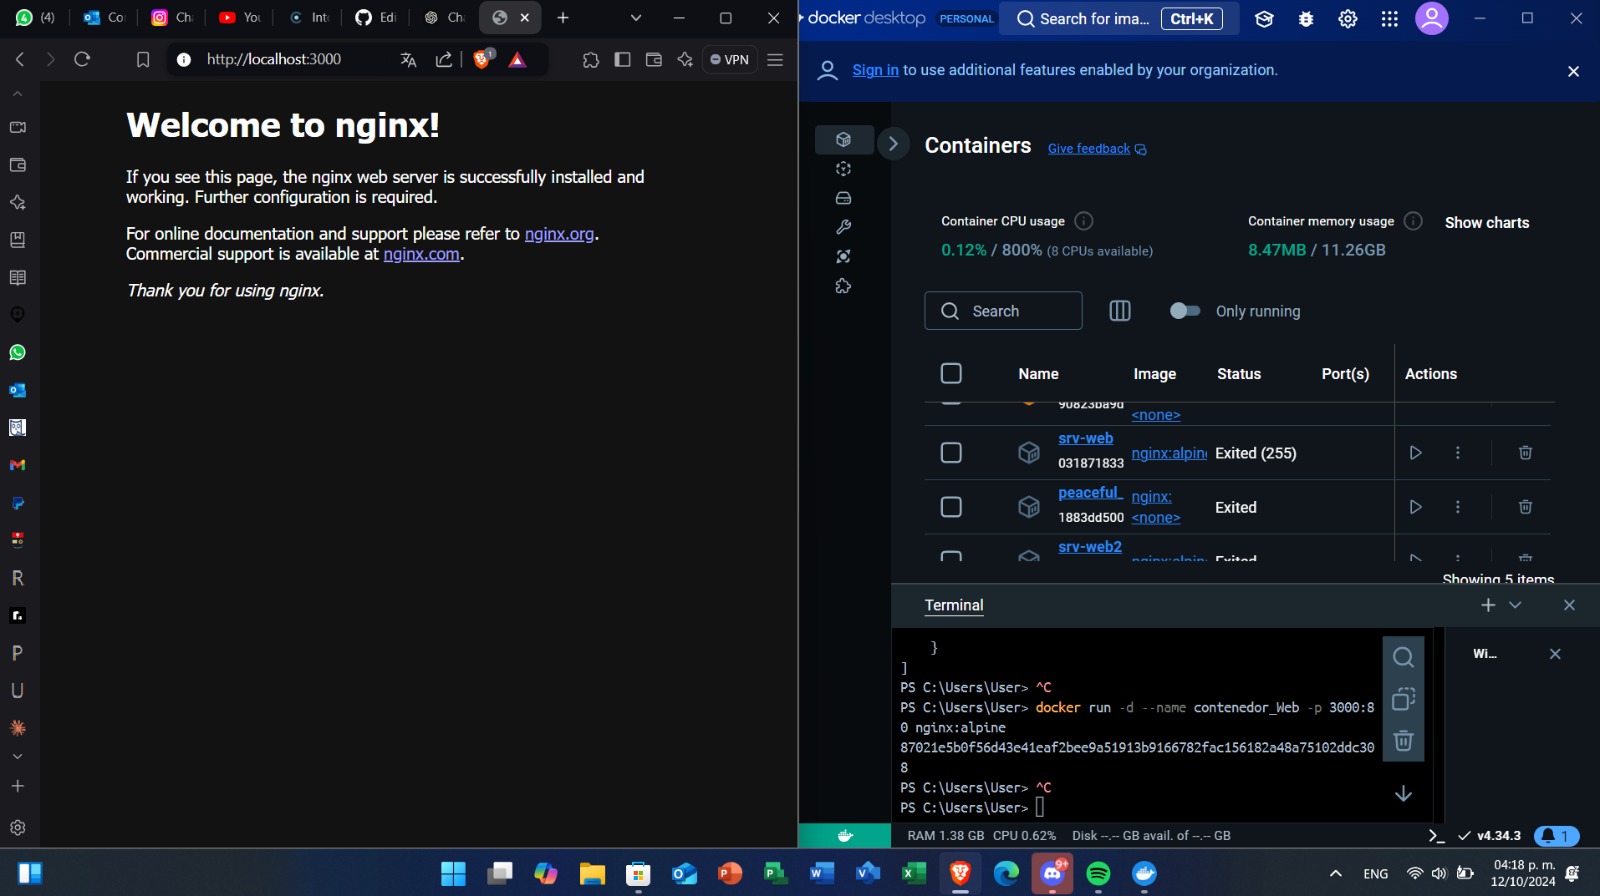 (4)
Co
Ch
You
Int
Edi
Cha
http://localhost:3000
1
VPN
Welcome to nginx!
If you see this page, the nginx web server is successfully installed and
working. Further configuration is required.
For online documentation and support please refer to nginx.org.
Commercial support is available at nginx.com.
Thank you for using nginx.
R
P
U
docker desktop
PERSONAL
Search for ima...
Ctrl+K
Sign in to use additional features enabled by your organization.
Containers
Give feedback
Container CPU usage
0.12% / 800% (8 CPUs available)
Container memory usage
8.47MB / 11.26GB
Show charts
Search
Only running
Name Image Status Port(s) Actions
90823ba9d
<none>
srv-web
031871833
nginx:alpin
Exited (255)
peaceful_
1883dd500
nginx:
<none>
Exited
srv-web2
nginx:alpin
Exited
Showing 5 items
Terminal
}
]
PS C:\Users\User> ^C
PS C:\Users\User> docker run -d --name contenedor_Web -p 3000:8
0 nginx:alpine
87021e5b0f56d43e41eaf2bee9a51913b9166782fac156182a48a75102ddc30
8
PS C:\Users\User> ^C
PS C:\Users\User>
Wi...
RAM 1.38 GB CPU 0.62% Disk --.-- GB avail. of --.-- GB
v4.34.3
1
9+
ENG
04:18 p. m.
12/10/2024